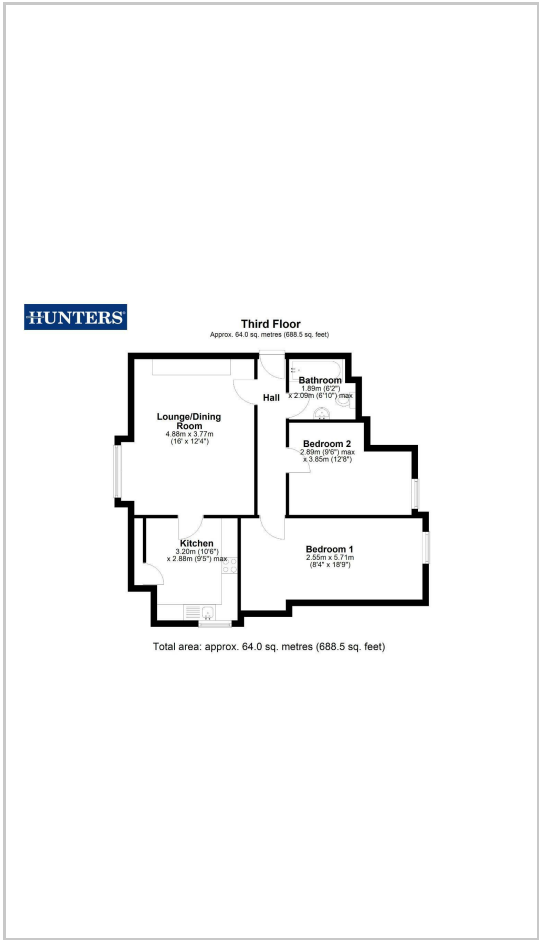 HUNTERS
Third Floor
Approx. 64.0 sq. metres (688.5 sq. feet)
Bathroom
1.89m (6'2")
x 2.09m (6'10") max
Hall
Lounge/Dining
Room
4.88m x 3.77m
(16' x 12'4")
Bedroom 2
2.89m (9'6") max
x 3.85m (12'8")
Kitchen
3.20m (10'6")
x 2.88m (9'5") max
Bedroom 1
2.55m x 5.71m
(8'4" x 18'9")
Total area: approx. 64.0 sq. metres (688.5 sq. feet)